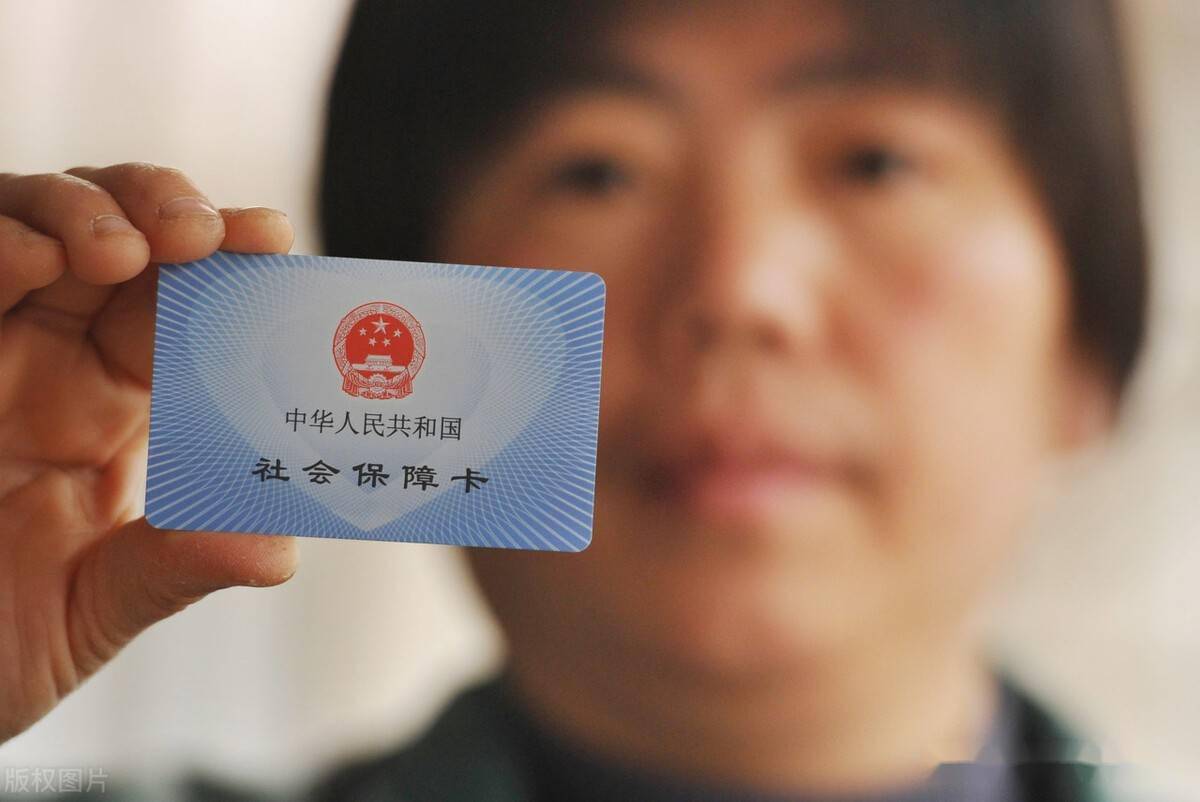 中华人民共和国
社会保障卡
版权图片